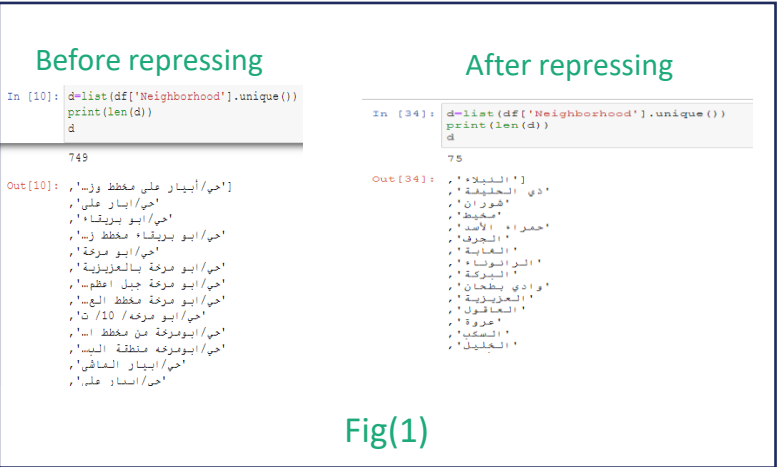 Before repressing
In [10]: d=list(df['Neighborhood'].unique())
print(len(d))
d
749
Out[10]: ['حي/أبيار على مخطط وز…',
'حي/ابار على',
'حي/ابو بريقاء',
'حي/ابو بريقاء مخطط ز…',
'حي/ابو مرخة',
'حي/ابو مرخة بالعزيزية',
'حي/ابو مرخة جبل اعظم…',
'حي/ابو مرخة مخطط الع…',
'حي/ابو مرخه/ 10/ ت',
'حي/ابومرخة من مخطط ا…',
'حي/ابومرخه منطقة الب…',
'حي/ابيار الماشي',
'حي/ابيار علي',
After repressing
In [34]: d=list(df['Neighborhood'].unique())
print(len(d))
d
75
Out[34]: ['النبلاء',
'ذي الحليفة',
'شوران',
'مخيط',
'حمراء الأسد',
'الجرف',
'الغابة',
'الرانوناء',
'البركة',
'وادي بطحان',
'العزيزية',
'العاقول',
'عروة',
'السكب',
'الخليل',
Fig(1)